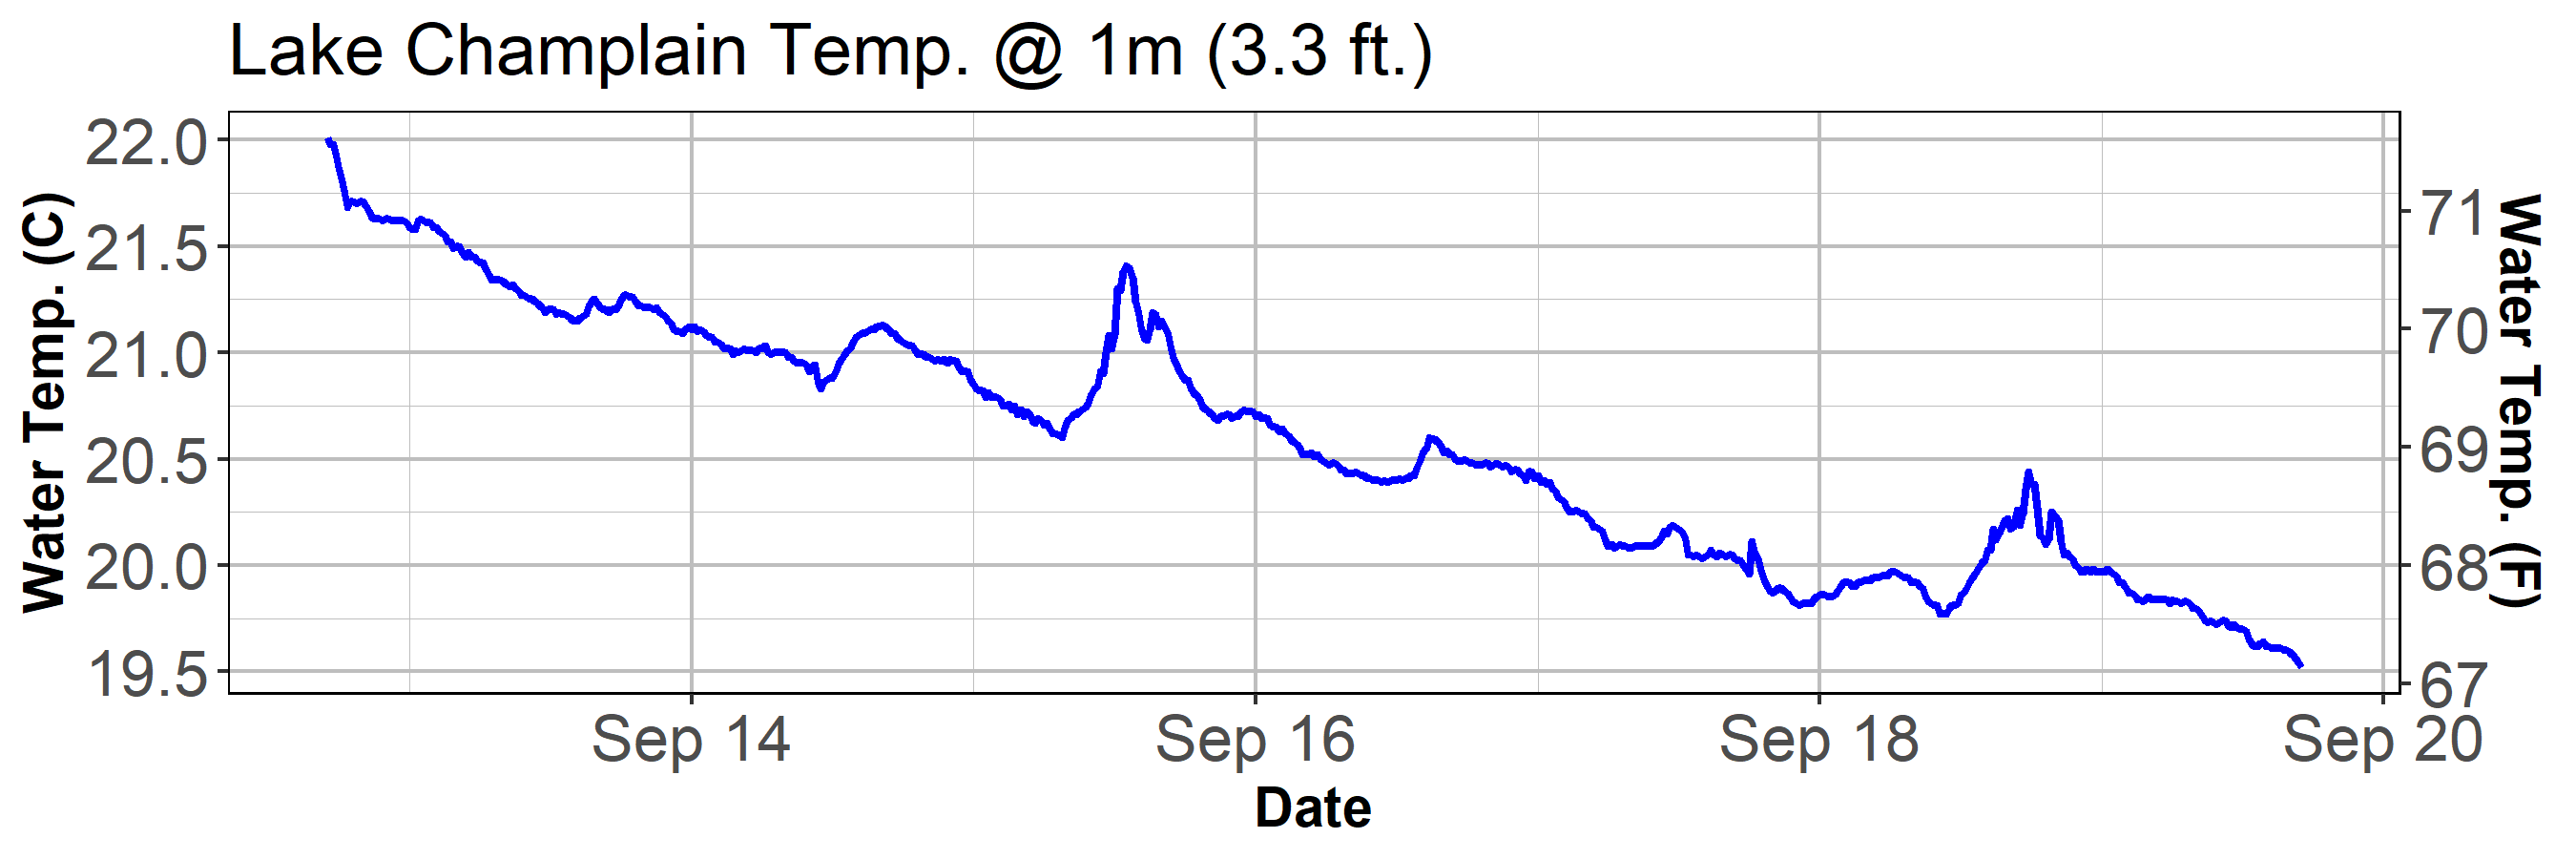 Lake Champlain Temp. @ 1m (3.3 ft.)
Water Temp. (C)
22.0
21.5
21.0
20.5
20.0
19.5
71
70
69
68
67
Water Temp. (F)
Sep 14
Sep 16
Sep 18
Sep 20
Date